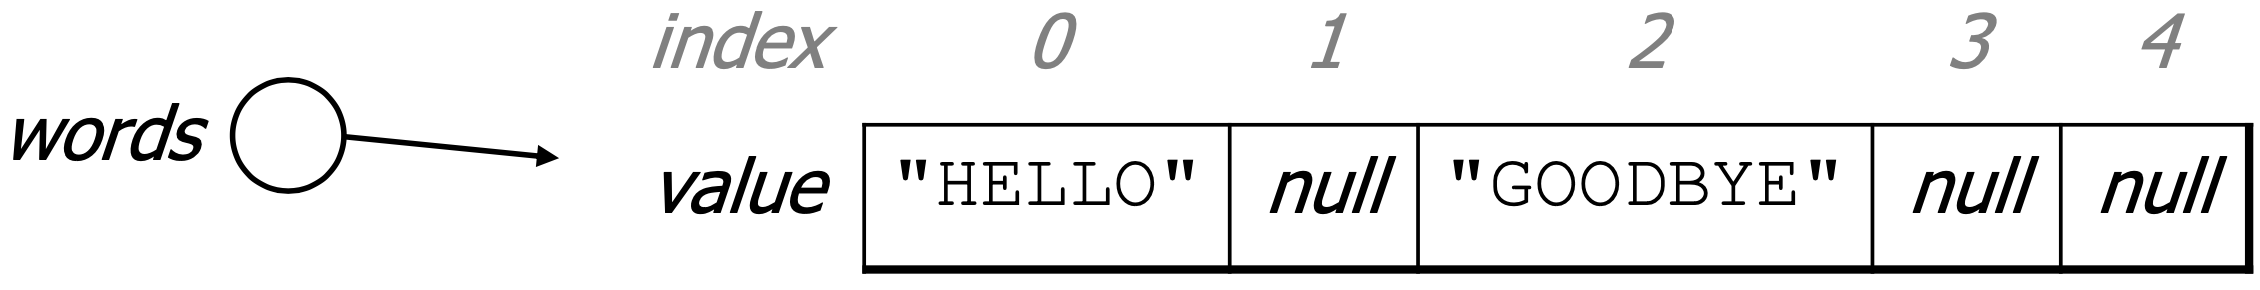 index 0 1 2 3 4
words
value "HELLO" null "GOODBYE" null null